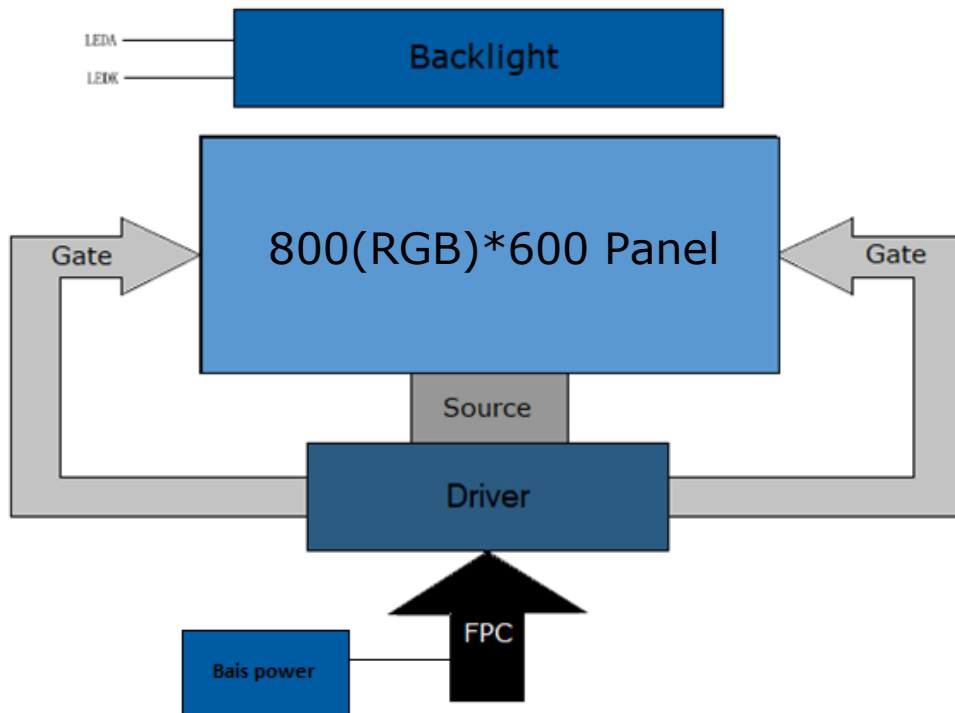 LEDA
Backlight
LEDK
800(RGB)*600 Panel
Gate
Gate
Source
Driver
FPC
Bais power